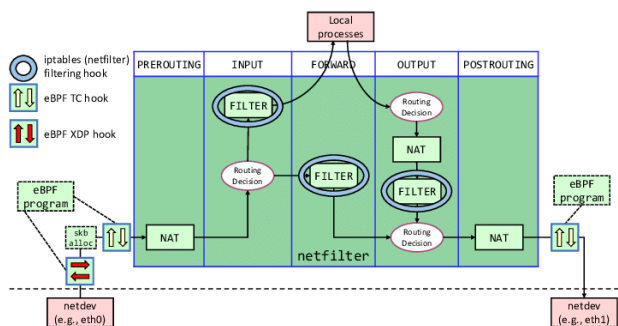 Local
processes
iptables (netfilter)
filtering hook
eBPF TC hook
eBPF XDP hook
PREROUTING
INPUT
FORWARD
OUTPUT
POSTROUTING
FILTER
Routing
Decision
NAT
Routing Decision
FILTER
FILTER
eBPF
program
eBPF
program
skb
alloc
NAT
Routing
Decision
NAT
netfilter
netdev
(e.g., eth0)
netdev
(e.g., eth1)